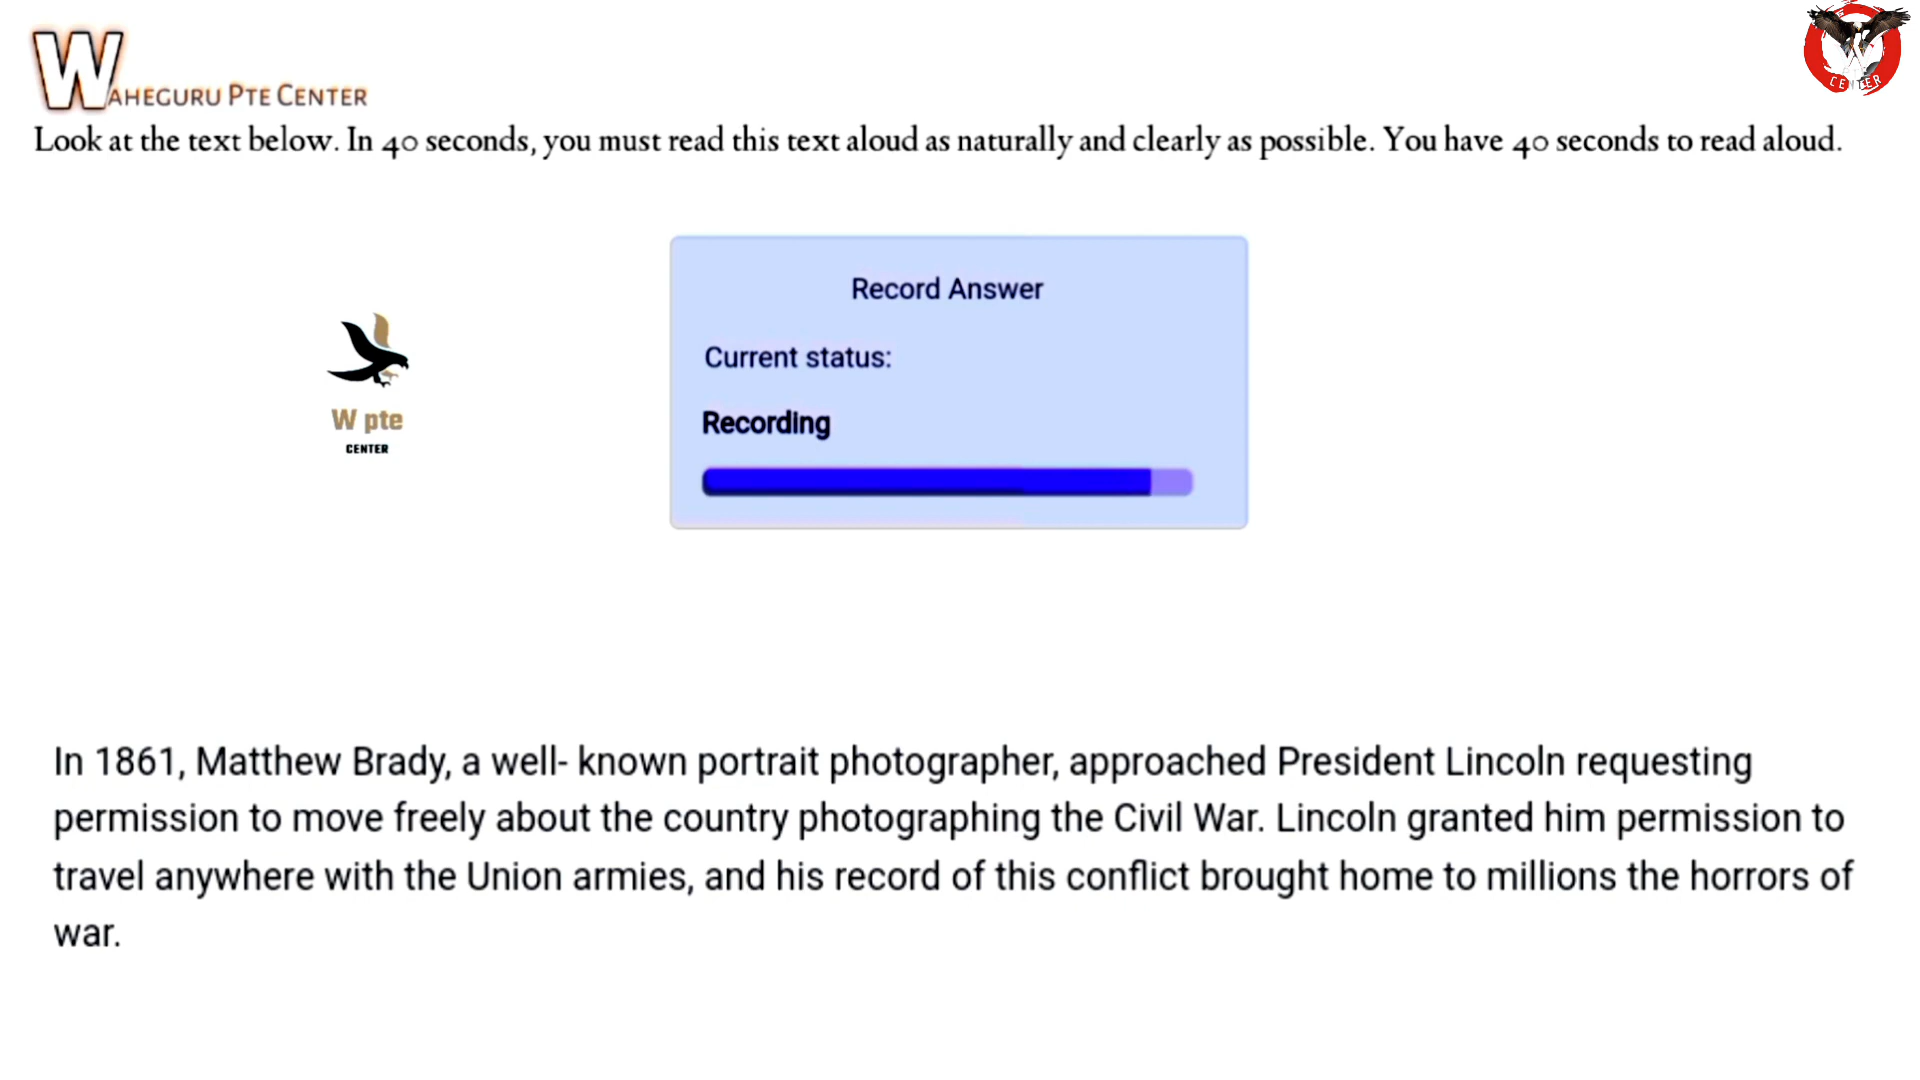 WAHEGURU PTE CENTER
CENTER
Look at the text below. In 40 seconds, you must read this text aloud as naturally and clearly as possible. You have 40 seconds to read aloud.
Record Answer
Current status:
Recording
W pte
CENTER
In 1861, Matthew Brady, a well- known portrait photographer, approached President Lincoln requesting
permission to move freely about the country photographing the Civil War. Lincoln granted him permission to
travel anywhere with the Union armies, and his record of this conflict brought home to millions the horrors of
war.